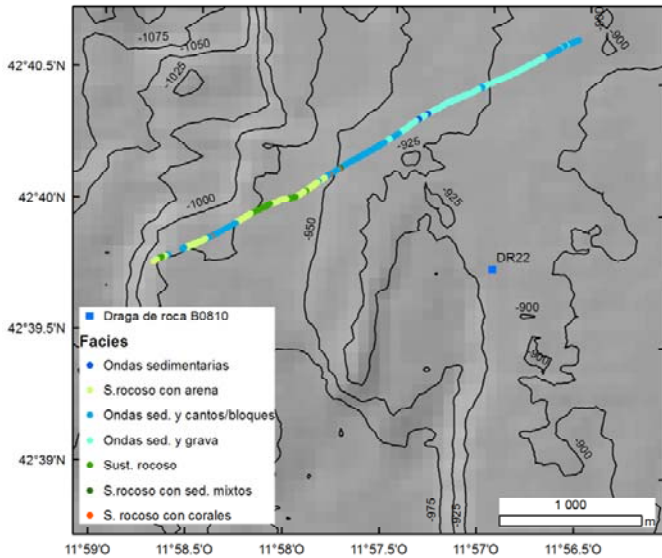 -1075
-1050
-1025
-900
-900
42°40.5'N
-925
-925
42°40'N
-1000
-950
DR22
42°39.5'N
-900
-900
Draga de roca B0810
Facies
Ondas sedimentarias
S.rocoso con arena
Ondas sed. y cantos/bloques
Ondas sed. y grava
Sust. rocoso
S.rocoso con sed. mixtos
S. rocoso con corales
-900
42°39'N
-975
-925
1 000
m
11°59'O
11°58.5'O
11°58'O
11°57.5'O
11°57'O
11°56.5'O